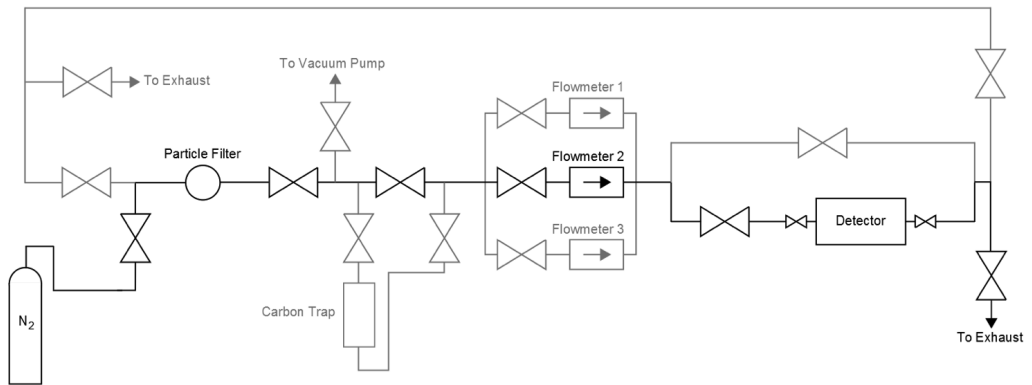 To Exhaust
To Vacuum Pump
Flowmeter 1
Particle Filter
Flowmeter 2
Detector
Flowmeter 3
Carbon Trap
N2
To Exhaust